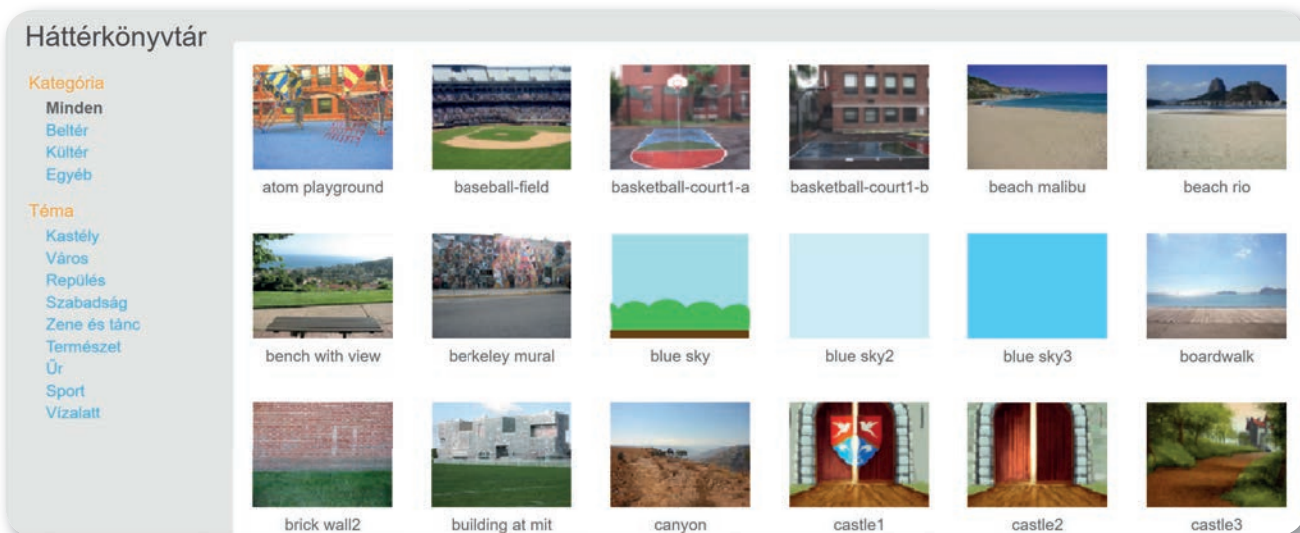 Háttérkönyvtár
Kategória
Minden
Beltér
Kültér
Egyéb
Téma
Kastély
Város
Repülés
Szabadság
Zene és tánc
Természet
Űr
Sport
Vízalatt
atom playground
baseball-field
basketball-court1-a
basketball-court1-b
beach malibu
beach rio
bench with view
berkeley mural
blue sky
blue sky2
blue sky3
boardwalk
brick wall2
building at mit
canyon
castle1
castle2
castle3